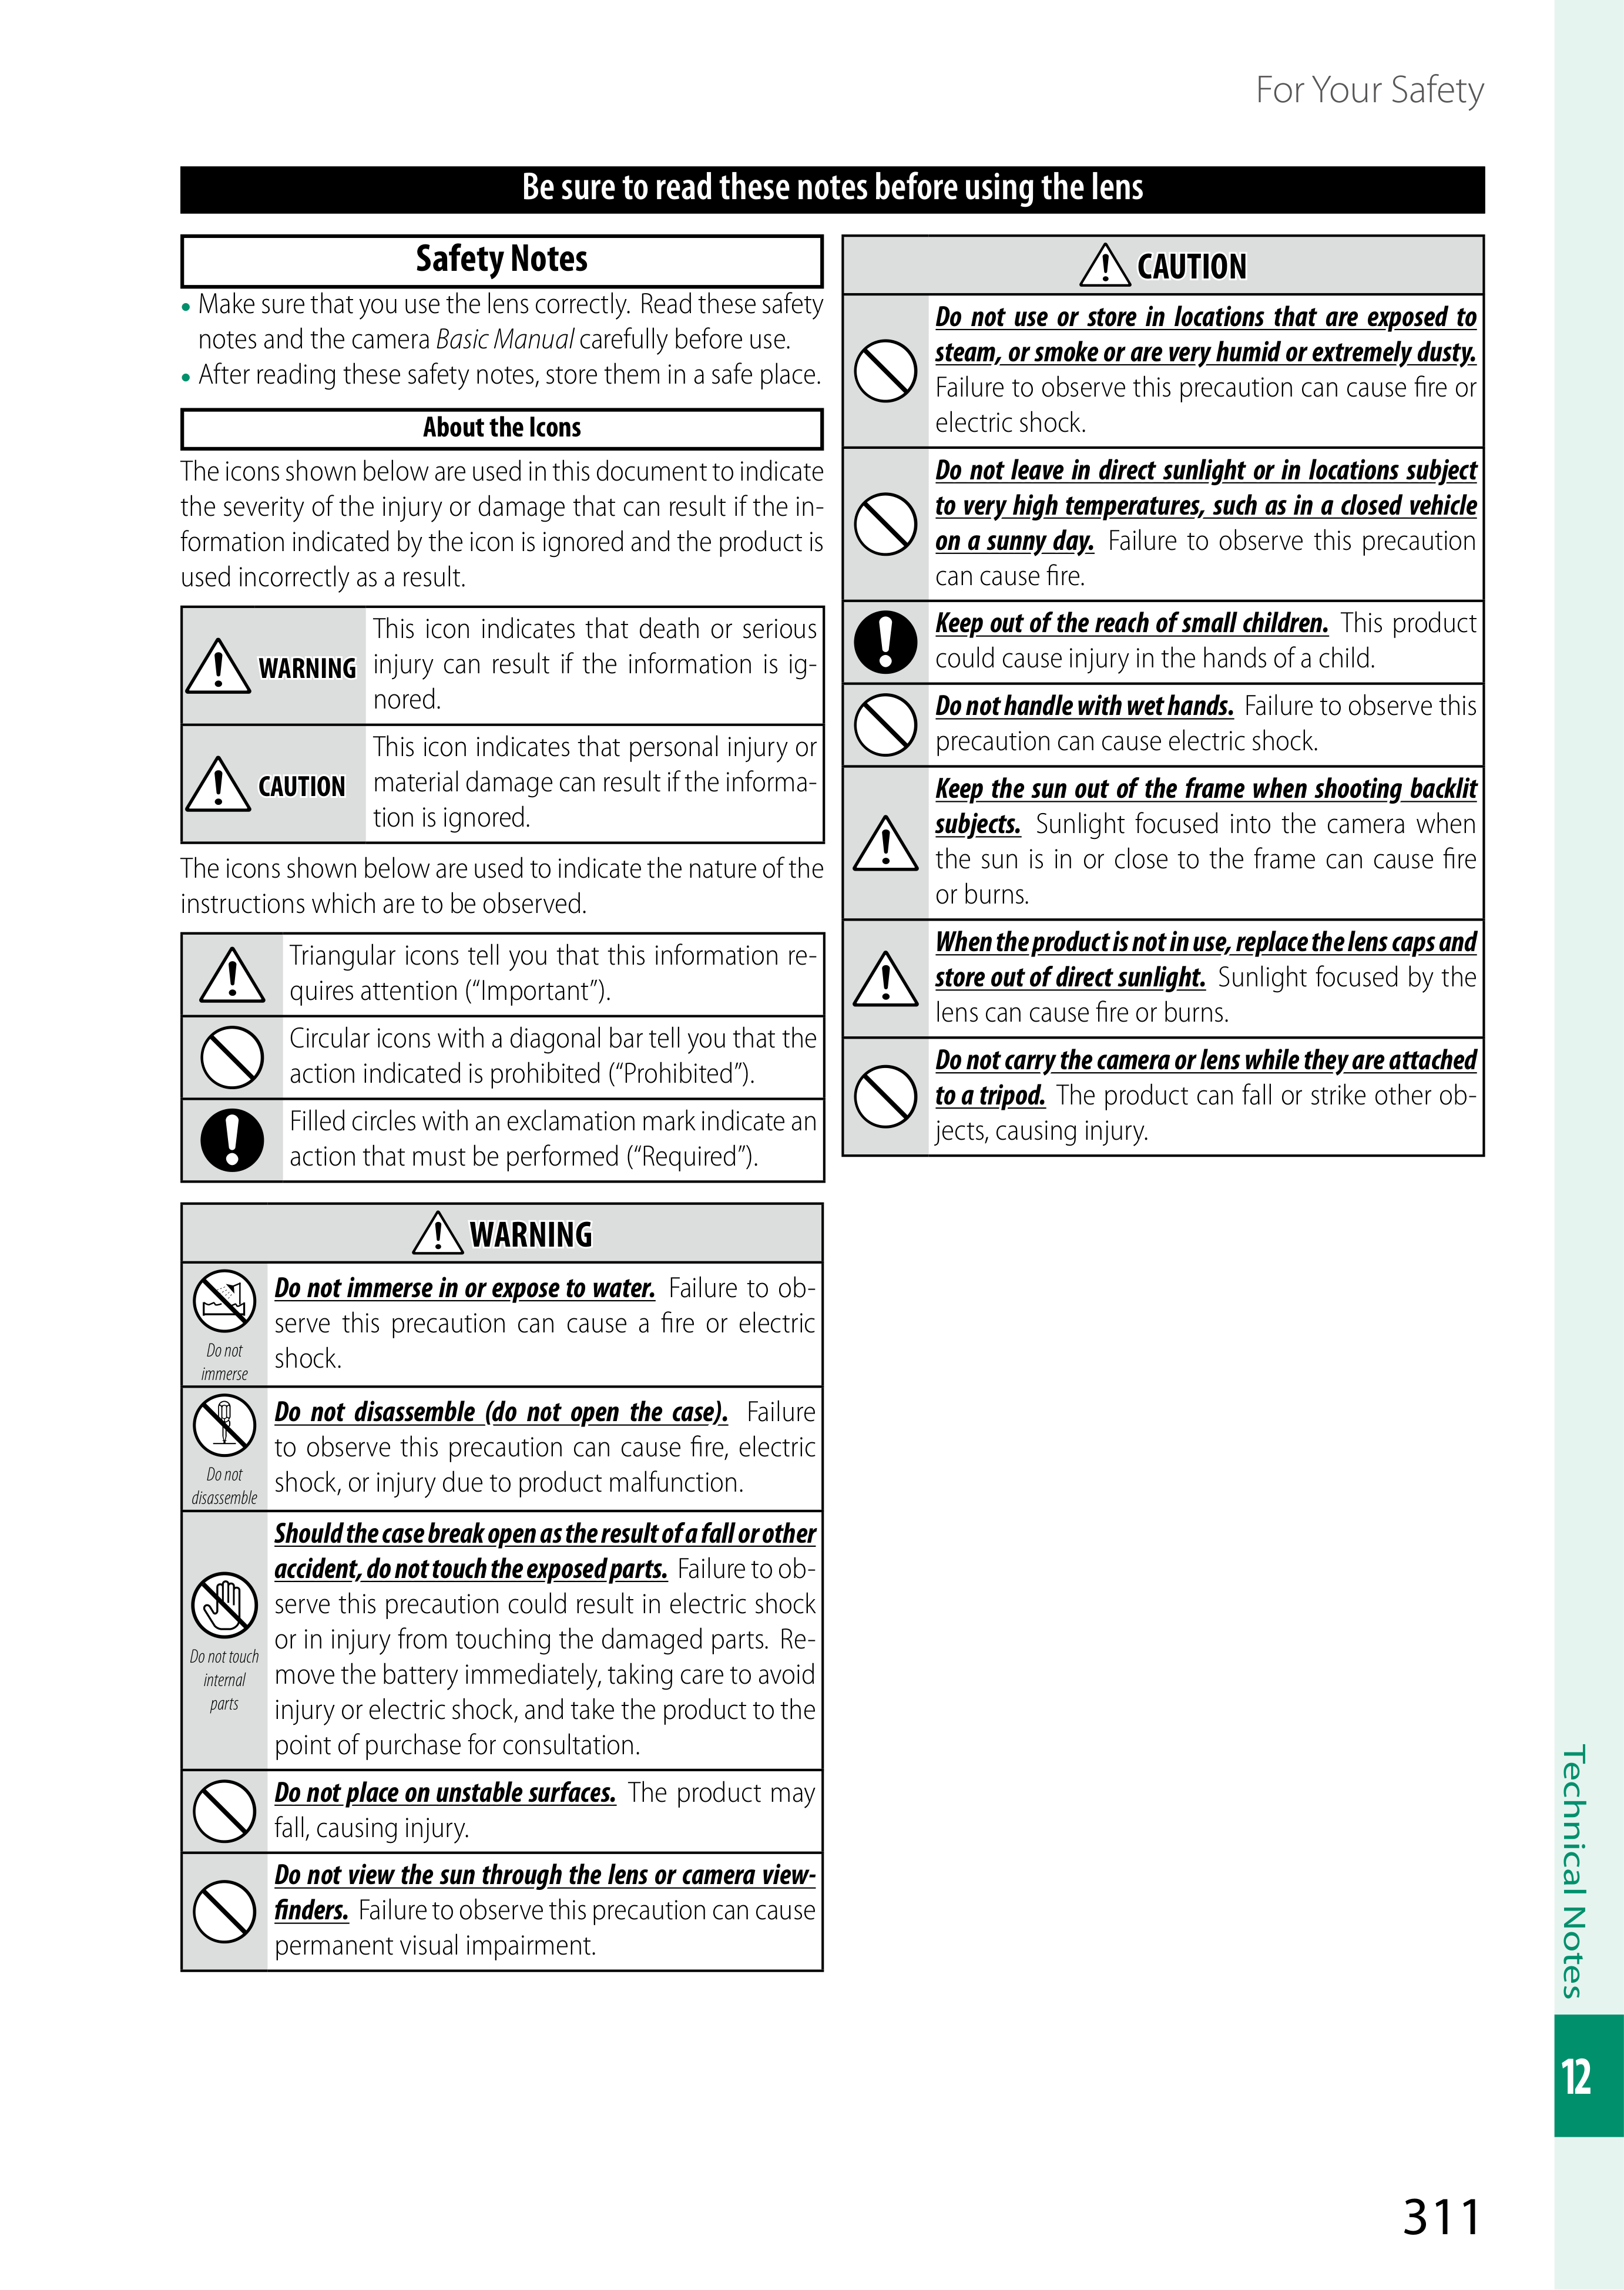 For Your Safety
Be sure to read these notes before using the lens
Safety Notes
• Make sure that you use the lens correctly. Read these safety
notes and the camera Basic Manual carefully before use.
• After reading these safety notes, store them in a safe place.
About the Icons
The icons shown below are used in this document to indicate
the severity of the injury or damage that can result if the in-
formation indicated by the icon is ignored and the product is
used incorrectly as a result.
WARNING
This icon indicates that death or serious
injury can result if the information is ig-
nored.
CAUTION
This icon indicates that personal injury or
material damage can result if the informa-
tion is ignored.
The icons shown below are used to indicate the nature of the
instructions which are to be observed.
Triangular icons tell you that this information re-
quires attention (“Important”).
Circular icons with a diagonal bar tell you that the
action indicated is prohibited (“Prohibited”).
Filled circles with an exclamation mark indicate an
action that must be performed (“Required”).
WARNING
Do not
immerse
Do not immerse in or expose to water. Failure to ob-
serve this precaution can cause a fire or electric
shock.
Do not
disassemble
Do not disassemble (do not open the case). Failure
to observe this precaution can cause fire, electric
shock, or injury due to product malfunction.
Do not touch
internal
parts
Should the case break open as the result of a fall or other
accident, do not touch the exposed parts. Failure to ob-
serve this precaution could result in electric shock
or in injury from touching the damaged parts. Re-
move the battery immediately, taking care to avoid
injury or electric shock, and take the product to the
point of purchase for consultation.
Do not place on unstable surfaces. The product may
fall, causing injury.
Do not view the sun through the lens or camera view-
finders. Failure to observe this precaution can cause
permanent visual impairment.
CAUTION
Do not use or store in locations that are exposed to
steam, or smoke or are very humid or extremely dusty.
Failure to observe this precaution can cause fire or
electric shock.
Do not leave in direct sunlight or in locations subject
to very high temperatures, such as in a closed vehicle
on a sunny day. Failure to observe this precaution
can cause fire.
Keep out of the reach of small children. This product
could cause injury in the hands of a child.
Do not handle with wet hands. Failure to observe this
precaution can cause electric shock.
Keep the sun out of the frame when shooting backlit
subjects. Sunlight focused into the camera when
the sun is in or close to the frame can cause fire
or burns.
When the product is not in use, replace the lens caps and
store out of direct sunlight. Sunlight focused by the
lens can cause fire or burns.
Do not carry the camera or lens while they are attached
to a tripod. The product can fall or strike other ob-
jects, causing injury.
Technical Notes
12
311